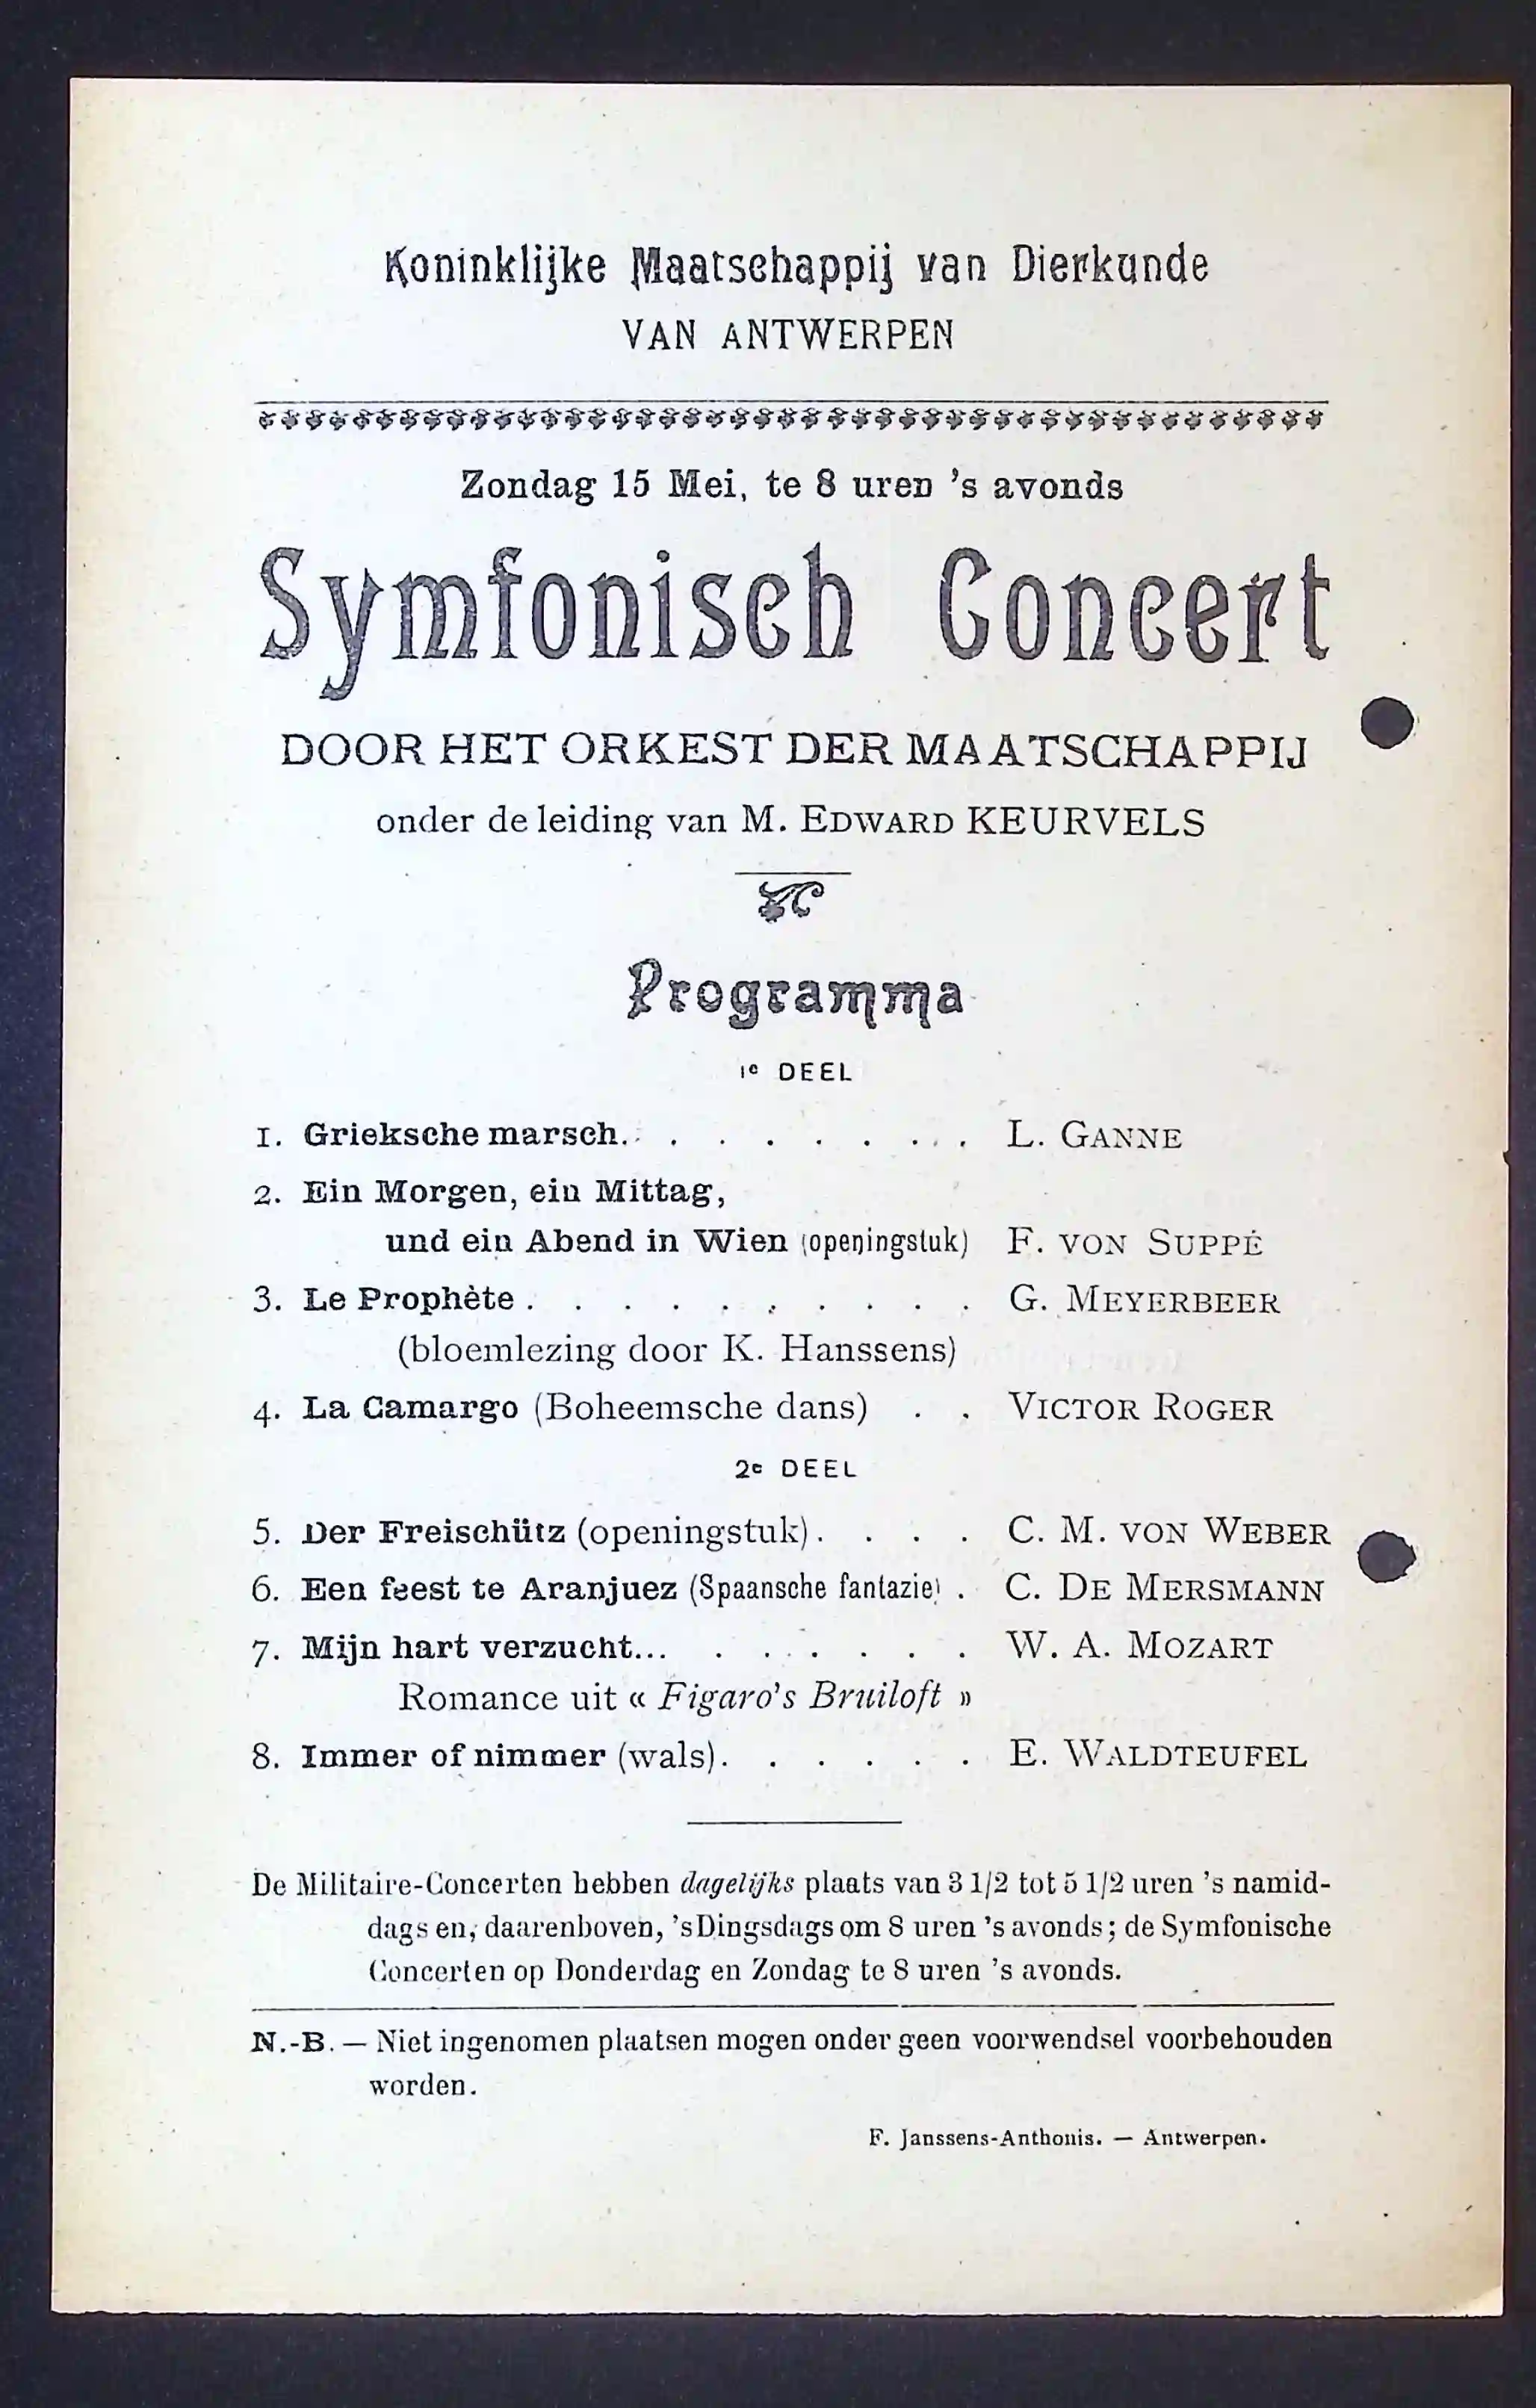 Koninklijke Maatschappij van Dierkunde
VAN ANTWERPEN
Zondag 15 Mei, te 8 uren 's avonds
Symfonisch Concert
DOOR HET ORKEST DER MAATSCHAPPIJ
onder de leiding van M. EDWARD KEURVELS
Programma
1e DEEL
1. Grieksche marsch. . . . . . . . . L. GANNE
2. Ein Morgen, ein Mittag,
und ein Abend in Wien (openingstuk) F. VON SUPPÉ
3. Le Prophète . . . . . . . . . . G. MEYERBEER
(bloemlezing door K. Hanssens)
4. La Camargo (Boheemsche dans) . . VICTOR ROGER
2e DEEL
5. Der Freischütz (openingstuk) . . . . C. M. VON WEBER
6. Een feest te Aranjuez (Spaansche fantazie) . C. DE MERSMANN
7. Mijn hart verzucht... . . . . . . W. A. MOZART
Romance uit « Figaro's Bruiloft »
8. Immer of nimmer (wals). . . . . . E. WALDTEUFEL
De Militaire-Concerten hebben dagelijks plaats van 3 1/2 tot 5 1/2 uren 's namid-
dags en, daarenboven, 's Dingsdags om 8 uren 's avonds; de Symfonische
Concerten op Donderdag en Zondag te 8 uren 's avonds.
N.-B. — Niet ingenomen plaatsen mogen onder geen voorwendsel voorbehouden
worden.
F. Janssens-Anthonis. — Antwerpen.